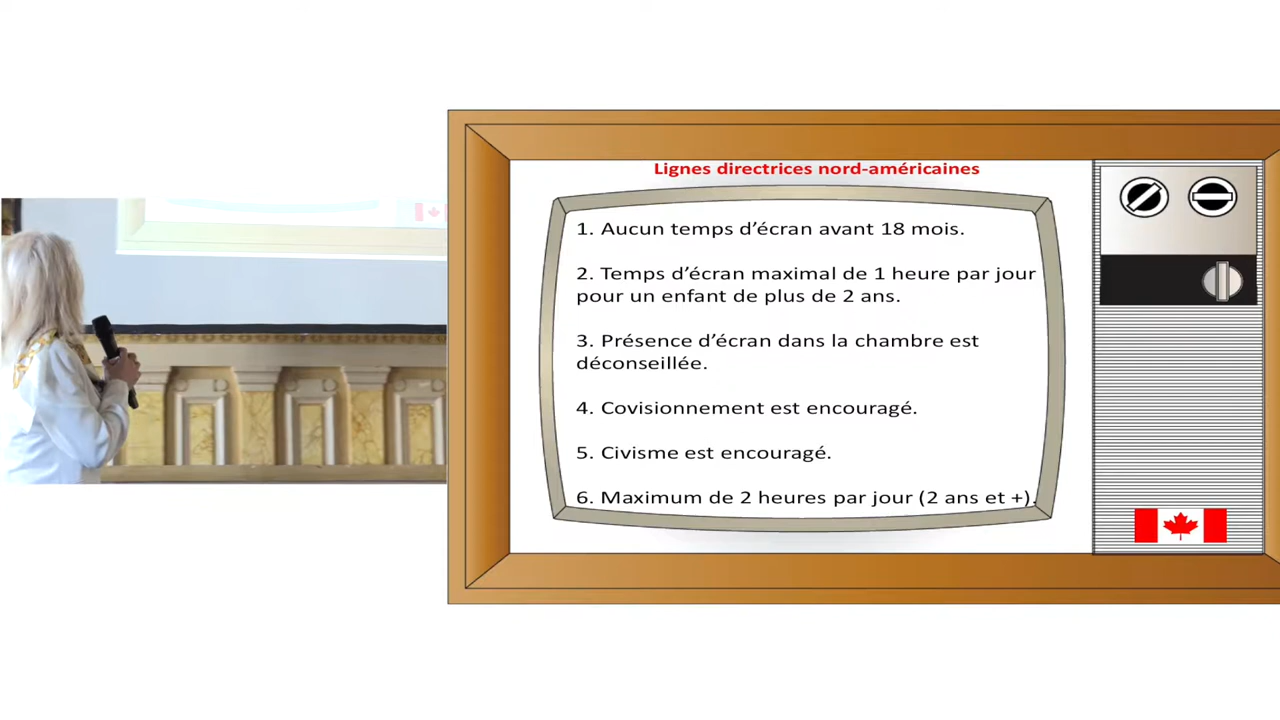 Lignes directrices nord-américaines
1. Aucun temps d’écran avant 18 mois.
2. Temps d’écran maximal de 1 heure par jour
pour un enfant de plus de 2 ans.
3. Présence d’écran dans la chambre est
déconseillée.
4. Covisionnement est encouragé.
5. Civisme est encouragé.
6. Maximum de 2 heures par jour (2 ans et +).